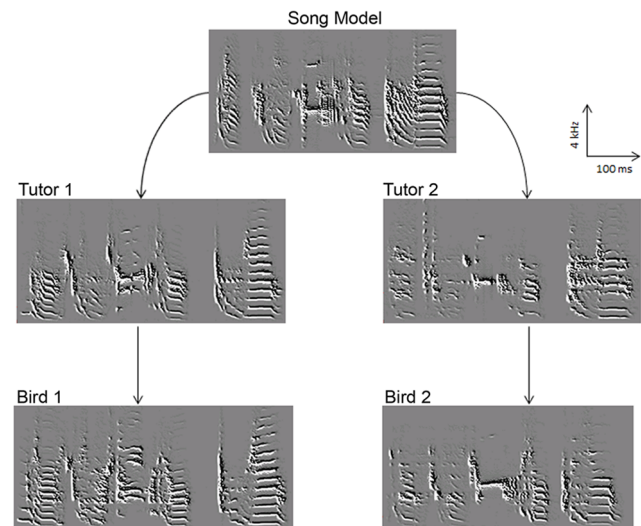 Song Model
4 kHz
100 ms
Tutor 1
Tutor 2
Bird 1
Bird 2